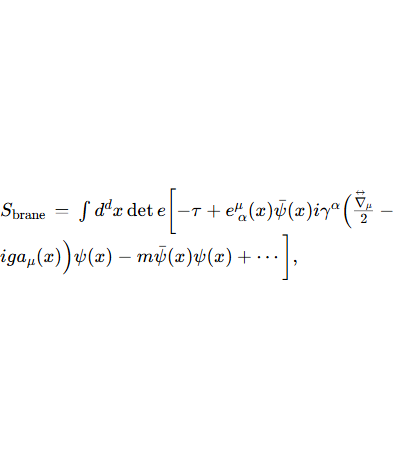 S_brane = ∫ d^d x det e[−τ + e^μ_α(x)ψ̄(x)iγ^α(∇⃡_μ/2 −
iga_μ(x))ψ(x) − mψ̄(x)ψ(x) + ⋯],